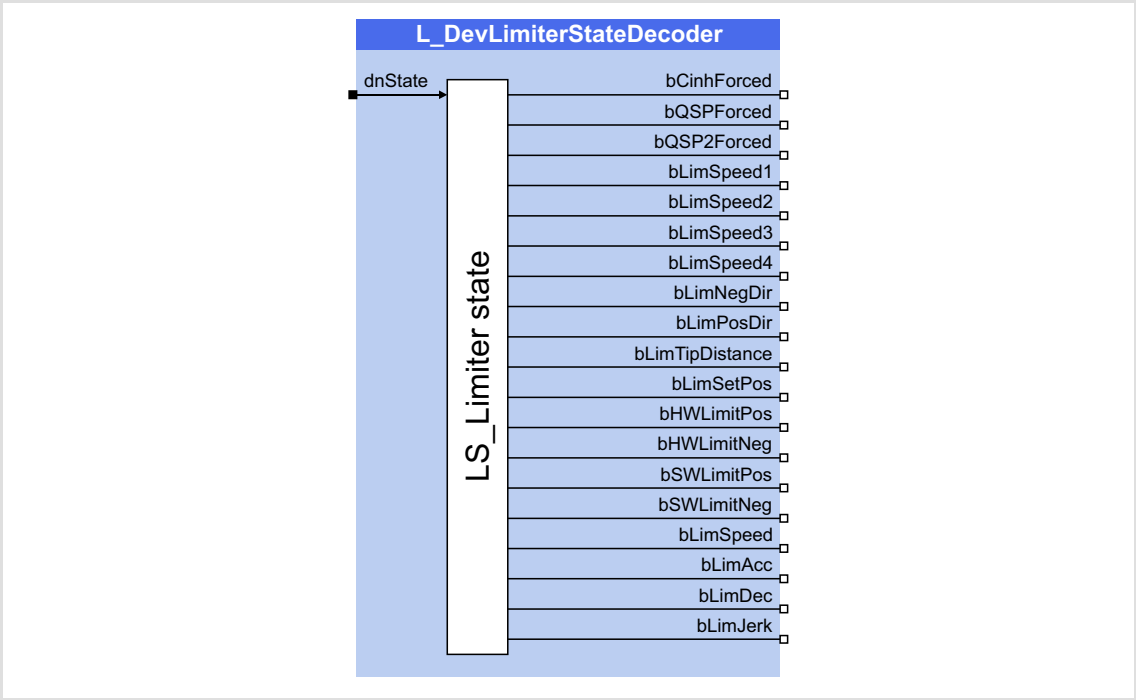 L_DevLimiterStateDecoder
dnState
LS_Limiter state
bCinhForced
bQSPForced
bQSP2Forced
bLimSpeed1
bLimSpeed2
bLimSpeed3
bLimSpeed4
bLimNegDir
bLimPosDir
bLimTipDistance
bLimSetPos
bHWLimitPos
bHWLimitNeg
bSWLimitPos
bSWLimitNeg
bLimSpeed
bLimAcc
bLimDec
bLimJerk